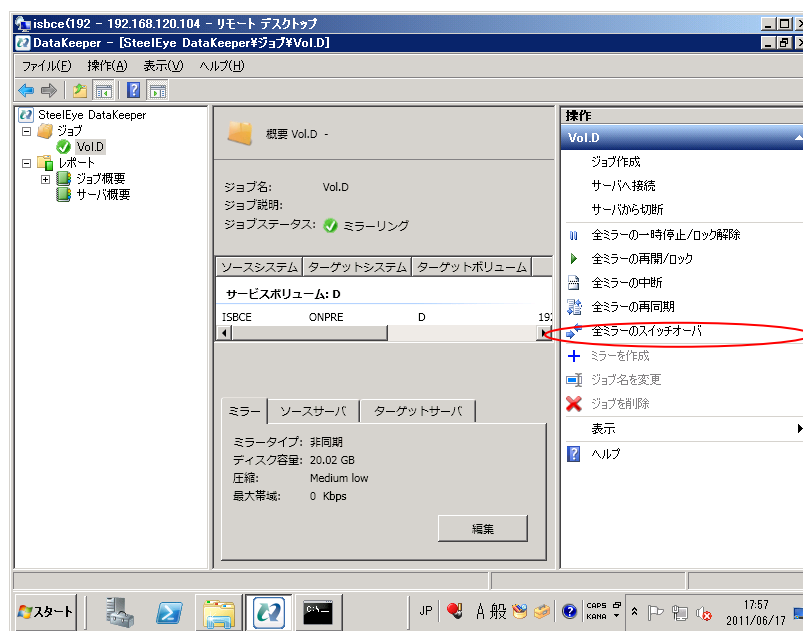 isbce(192 - 192.168.120.104 - リモート デスクトップ
DataKeeper - [SteelEye DataKeeper¥ジョブ¥Vol.D]
ファイル(F) 操作(A) 表示(V) ヘルプ(H)
SteelEye DataKeeper
ジョブ
Vol.D
レポート
ジョブ概要
サーバ概要
概要 Vol.D -
ジョブ名: Vol.D
ジョブ説明:
ジョブステータス: ミラーリング
ソースシステム ターゲットシステム ターゲットボリューム
サービスボリューム: D
ISBCE ONPRE D 192
ミラー ソースサーバ ターゲットサーバ
ミラータイプ: 非同期
ディスク容量: 20.02 GB
圧縮: Medium low
最大帯域: 0 Kbps
編集
操作
Vol.D
ジョブ作成
サーバへ接続
サーバから切断
全ミラーの一時停止/ロック解除
全ミラーの再開/ロック
全ミラーの中断
全ミラーの再同期
全ミラーのスイッチオーバ
ミラーを作成
ジョブ名を変更
ジョブを削除
表示
ヘルプ
スタート
JP A 般 CAPS KANA
17:57
2011/06/17